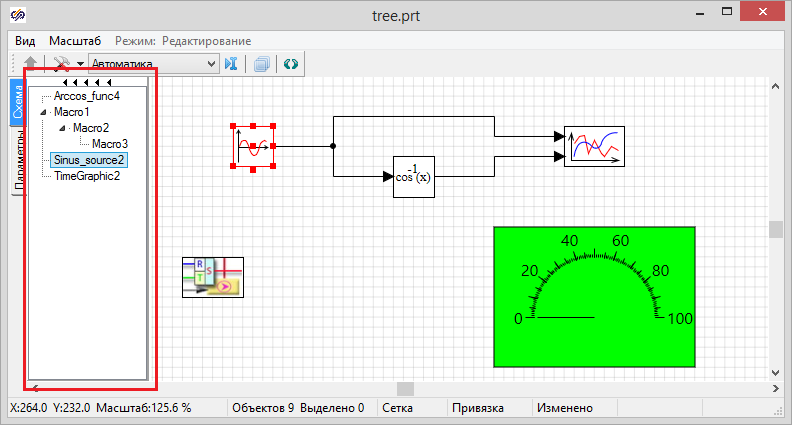 tree.prt
Вид Масштаб Режим: Редактирование
Автоматика
Схема
Параметры
Arccos_func4
Macro1
Macro2
Macro3
Sinus_source2
TimeGraphic2
-1
cos (x)
R
S
T
0 20 40 60 80 100
X:264.0 Y:232.0 Масштаб:125.6 % Объектов 9 Выделено 0 Сетка Привязка Изменено